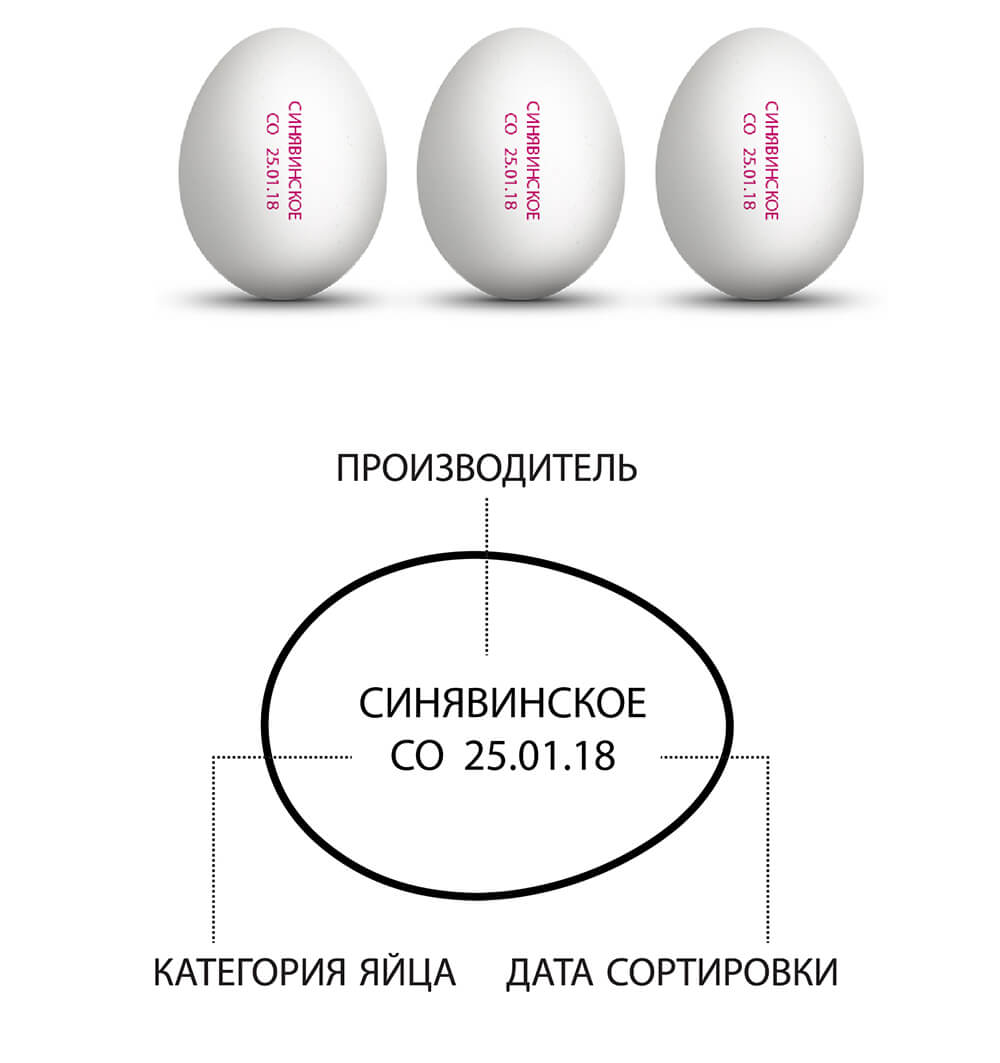 СИНЯВИНСКОЕ
СО 25.01.18
СИНЯВИНСКОЕ
СО 25.01.18
СИНЯВИНСКОЕ
СО 25.01.18
ПРОИЗВОДИТЕЛЬ
СИНЯВИНСКОЕ
СО 25.01.18
КАТЕГОРИЯ ЯЙЦА
ДАТА СОРТИРОВКИ